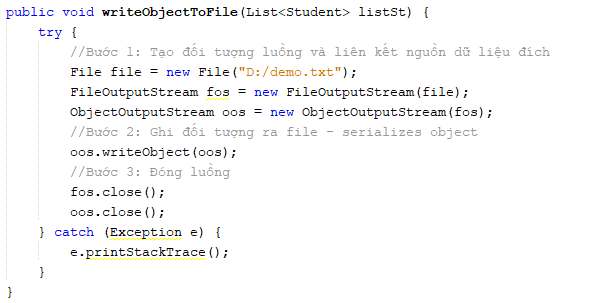 public void writeObjectToFile(List<Student> listSt) {
try {
//Bước 1: Tạo đối tượng luồng và liên kết nguồn dữ liệu đích
File file = new File("D:/demo.txt");
FileOutputStream fos = new FileOutputStream(file);
ObjectOutputStream oos = new ObjectOutputStream(fos);
//Bước 2: Ghi đối tượng ra file - serializes object
oos.writeObject(oos);
//Bước 3: Đóng luồng
fos.close();
oos.close();
} catch (Exception e) {
e.printStackTrace();
}
}